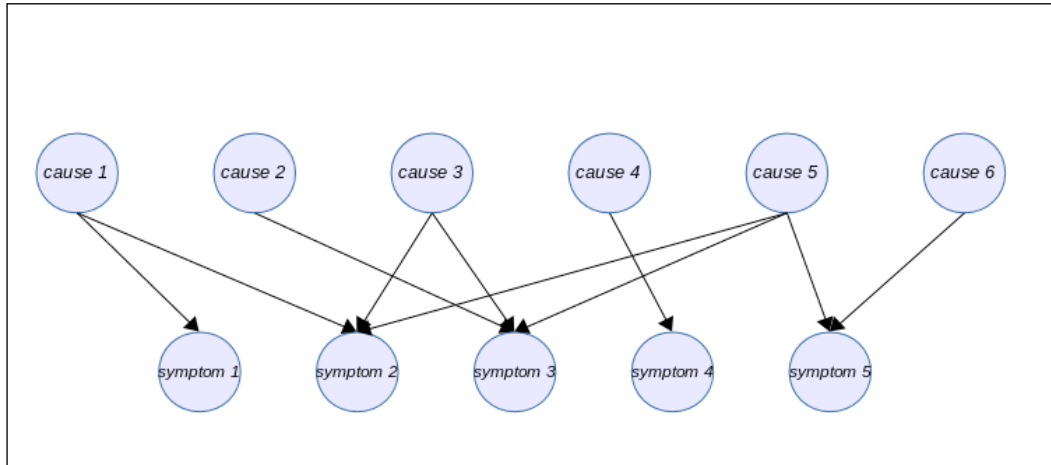 cause 1
cause 2
cause 3
cause 4
cause 5
cause 6
symptom 1
symptom 2
symptom 3
symptom 4
symptom 5